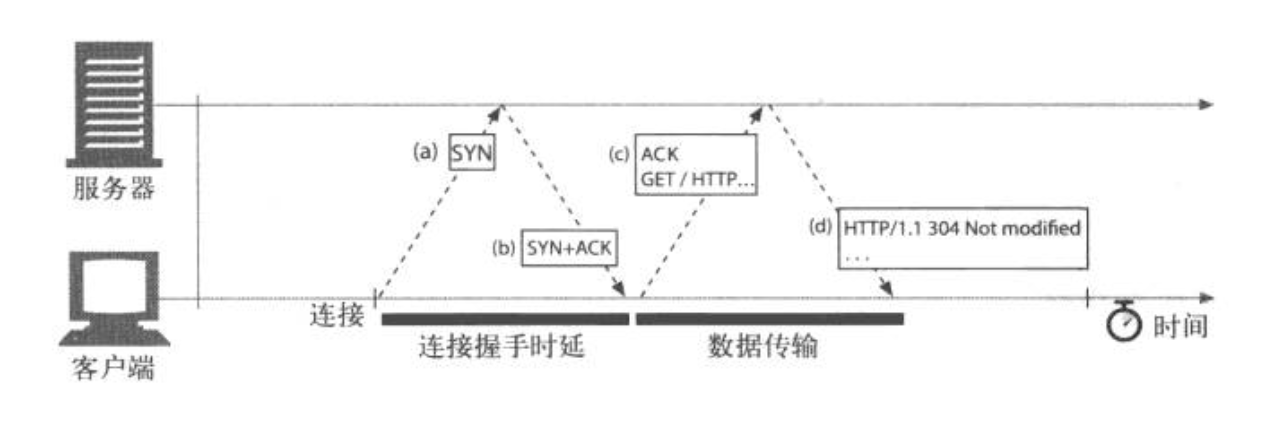 服务器
(a) SYN
(b) SYN+ACK
(c) ACK
GET / HTTP...
(d) HTTP/1.1 304 Not modified
...
连接
连接握手时延
数据传输
时间
客户端